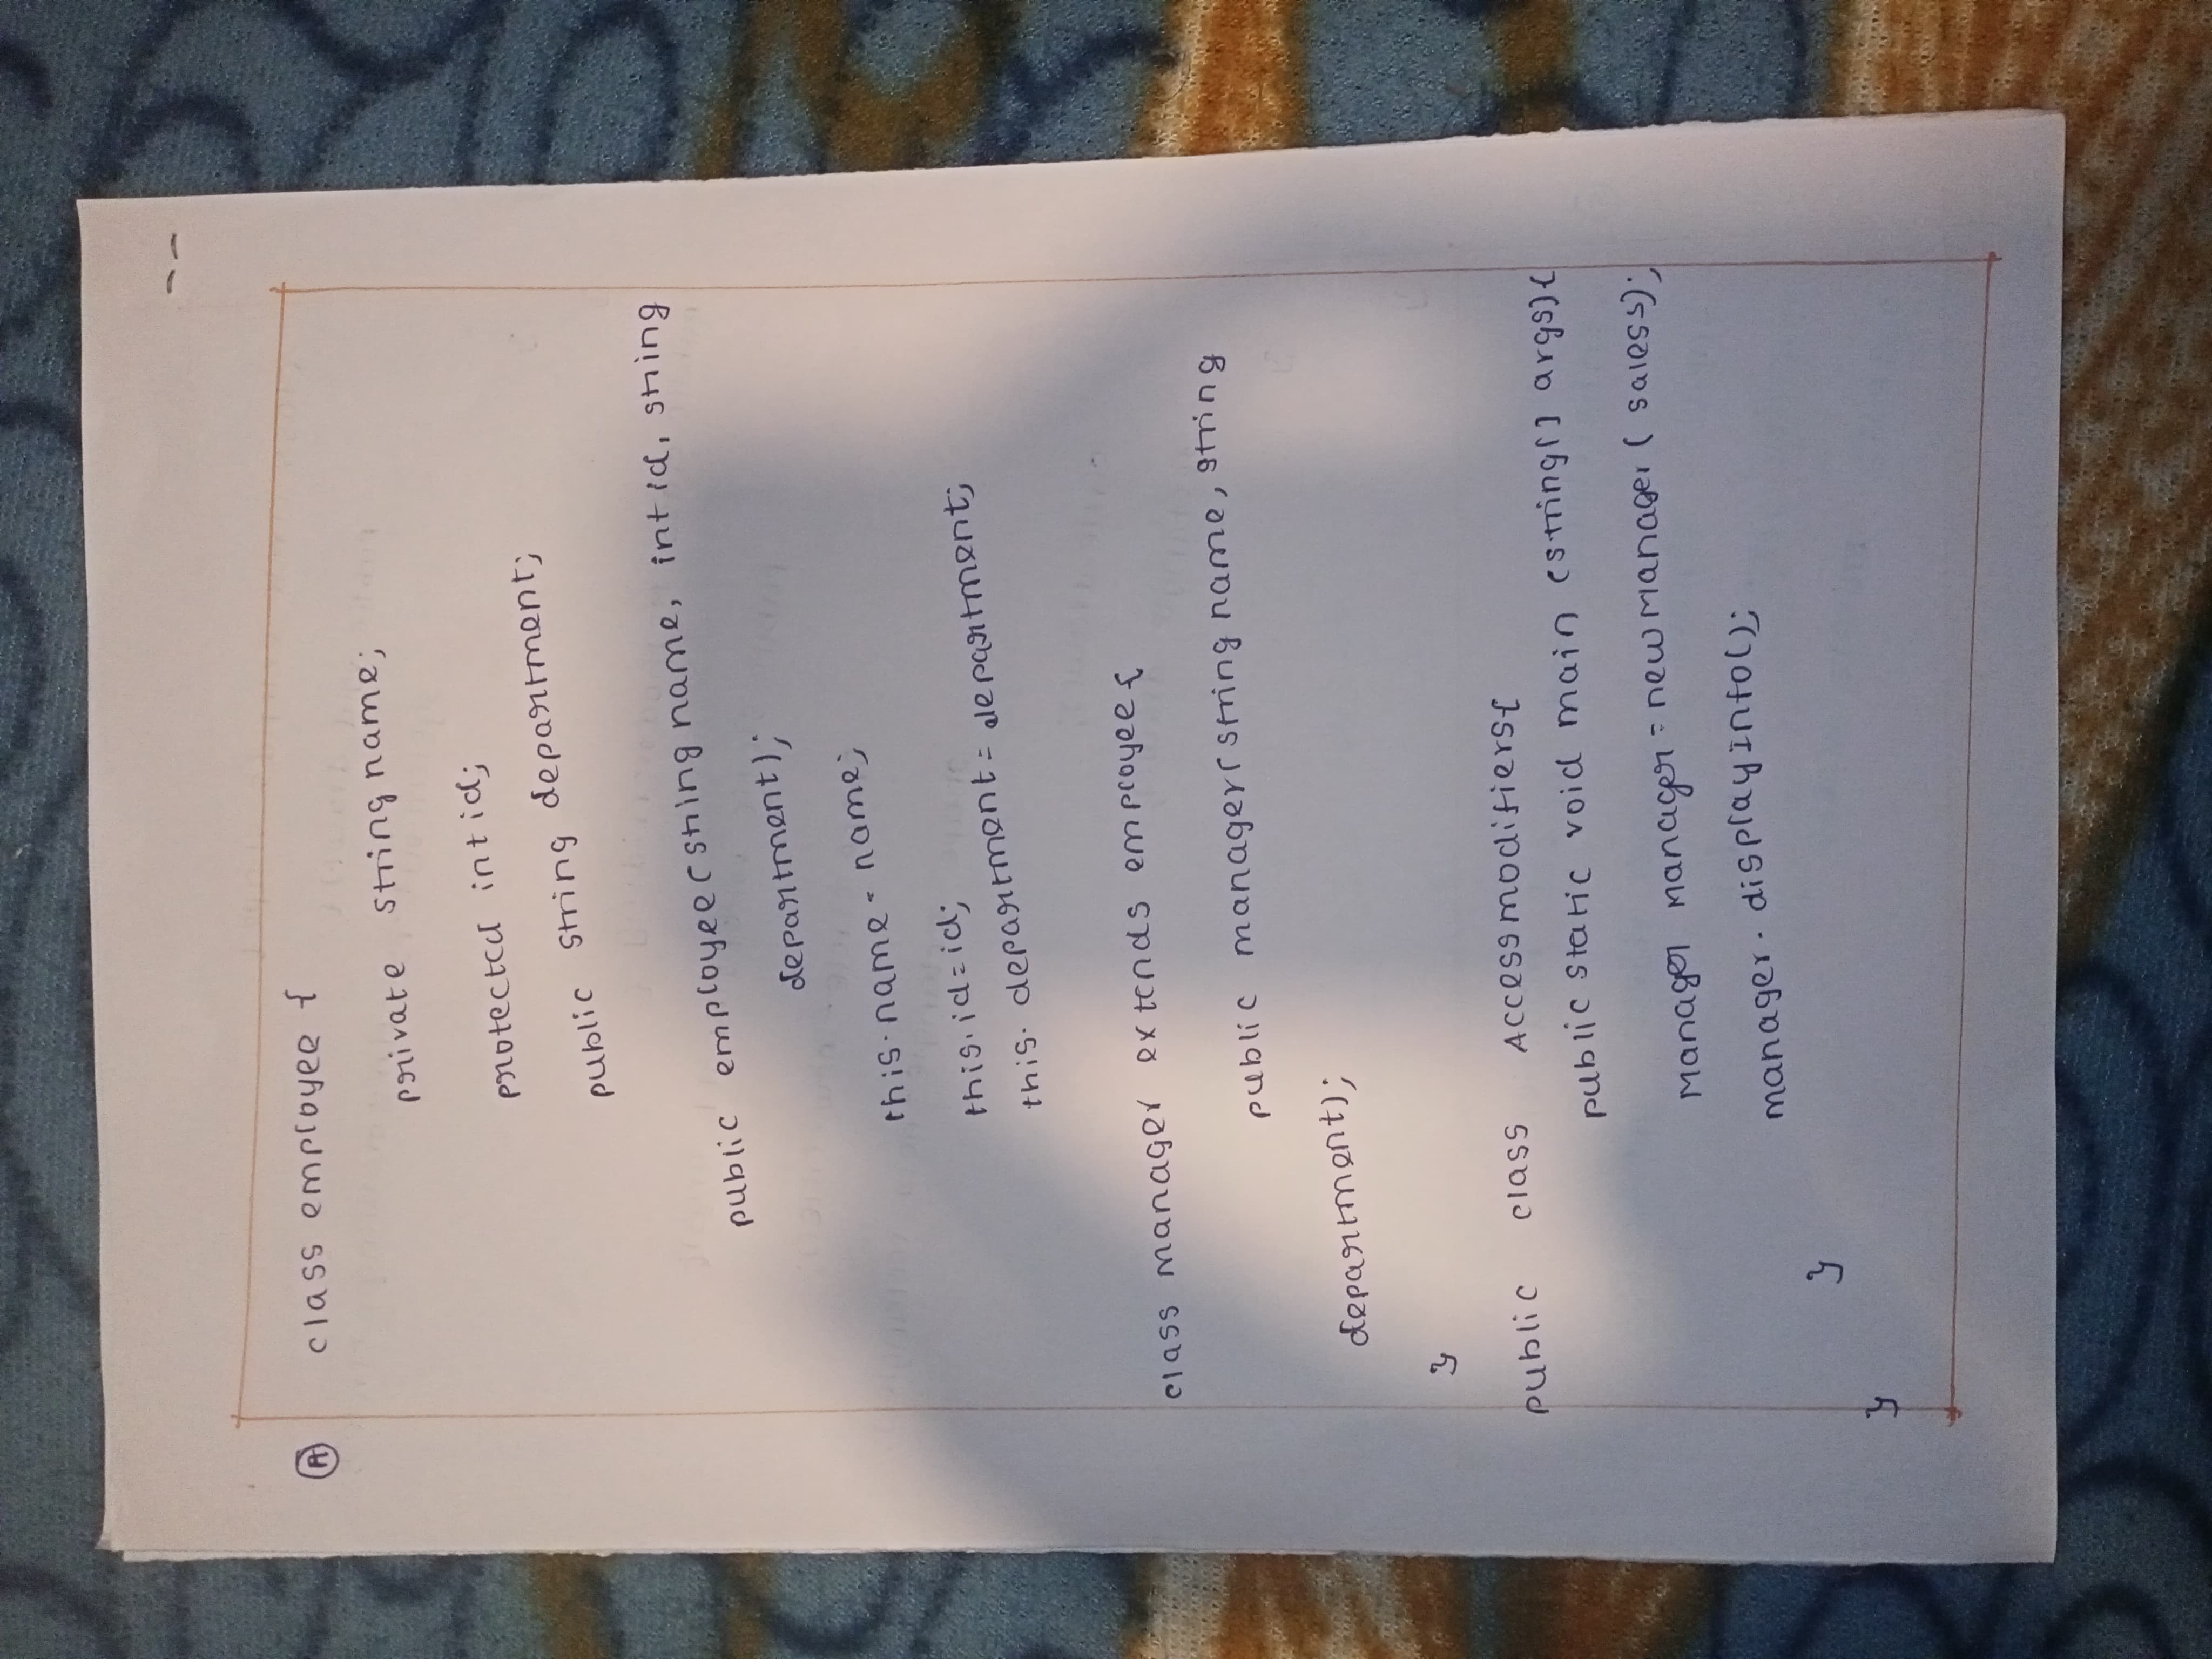 A
class employee {
private string name;
protected int id;
public string department;
public employee (string name, int id, string
department);
this.name = name;
this.id = id;
this.department = department;
class manager extends employee {
public manager (string name, string
department);
}
public class Accessmodifiers{
public static void main (string[] args){
Manager manager = new Manager (sales);
manager.displayinfo();
}
}